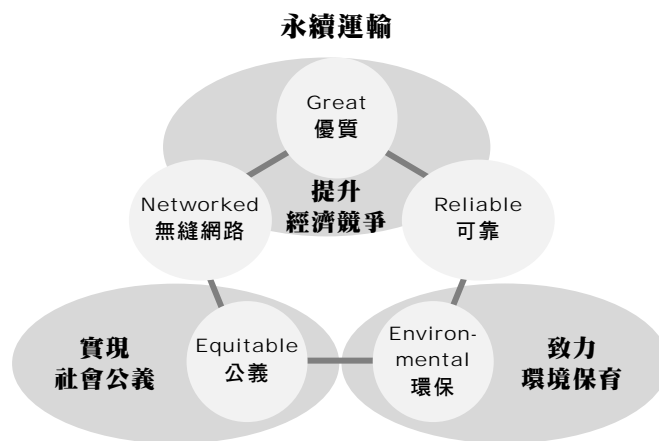 永續運輸
Great
優質
提升
經濟競爭
Networked
無縫網路
Reliable
可靠
實現
社會公義
Equitable
公義
Environ-
mental
環保
致力
環境保育